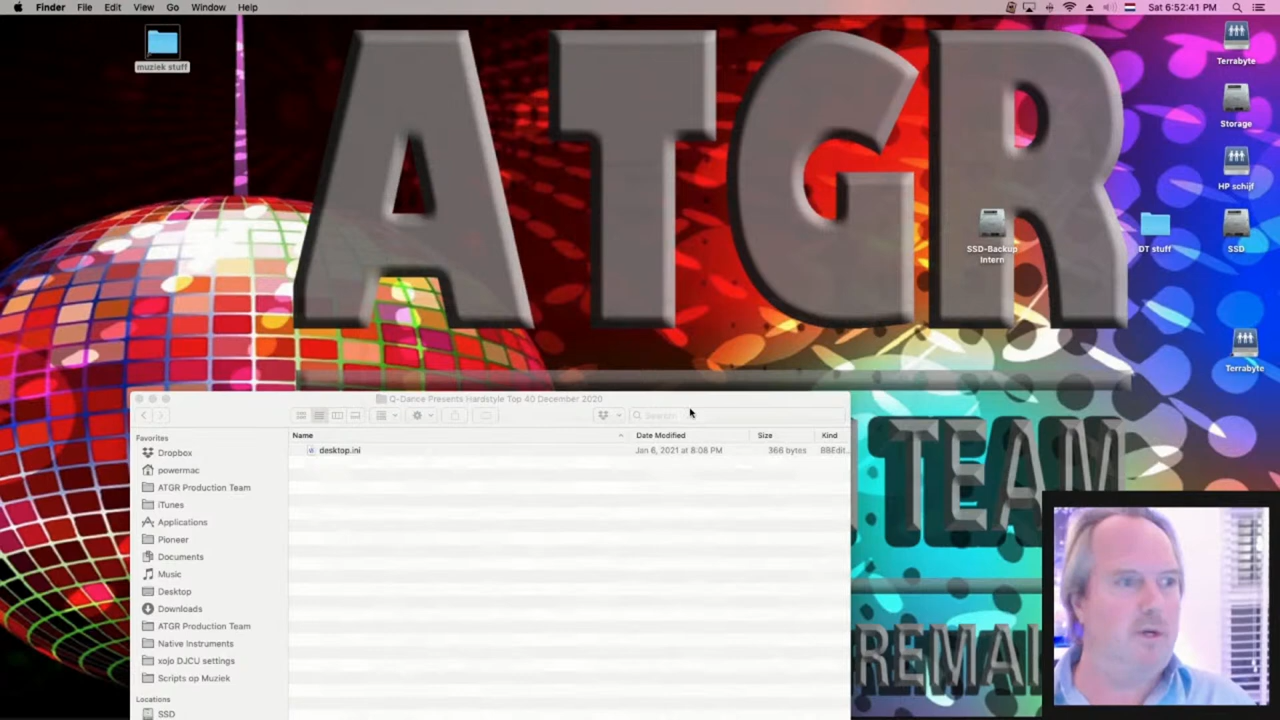 Finder File Edit View Go Window Help
Sat 6:52:41 PM
muziek stuff
ATGR
Terrabyte
Storage
HP schijf
SSD-Backup
Intern
DT stuff
SSD
Terrabyte
Q-Dance Presents Hardstyle Top 40 December 2020
Search
Name Date Modified Size Kind
desktop.ini Jan 6, 2021 at 8:08 PM 366 bytes BBEdit...
Favorites
Dropbox
powermac
ATGR Production Team
iTunes
Applications
Pioneer
Documents
Music
Desktop
Downloads
ATGR Production Team
Native Instruments
xojo DJCU settings
Scripts op Muziek
Locations
SSD
TEAM
REMAI